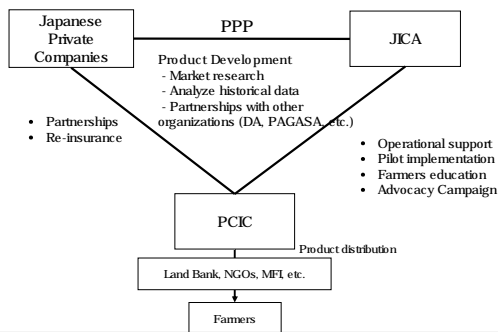 Japanese
Private
Companies
PPP
JICA
Product Development
- Market research
- Analyze historical data
- Partnerships with other
organizations (DA, PAGASA, etc.)
• Partnerships
• Re-insurance
• Operational support
• Pilot implementation
• Farmers education
• Advocacy Campaign
PCIC
Product distribution
Land Bank, NGOs, MFI, etc.
Farmers